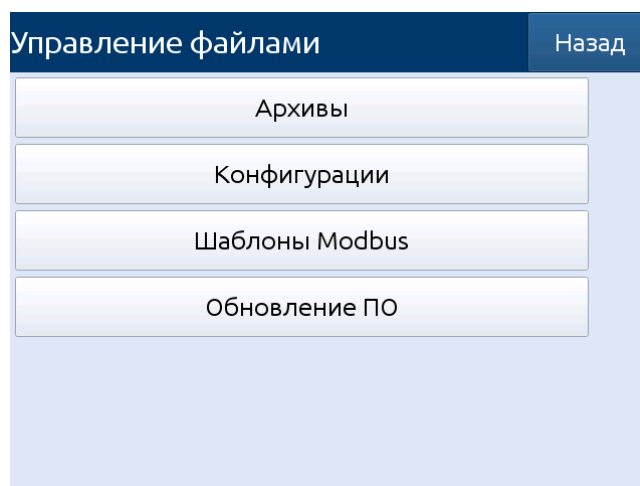 Управление файлами
Назад
Архивы
Конфигурации
Шаблоны Modbus
Обновление ПО